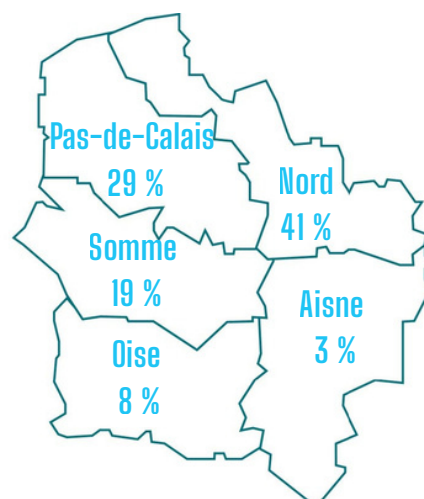 Pas-de-Calais
29 %
Nord
41 %
Somme
19 %
Aisne
3 %
Oise
8 %